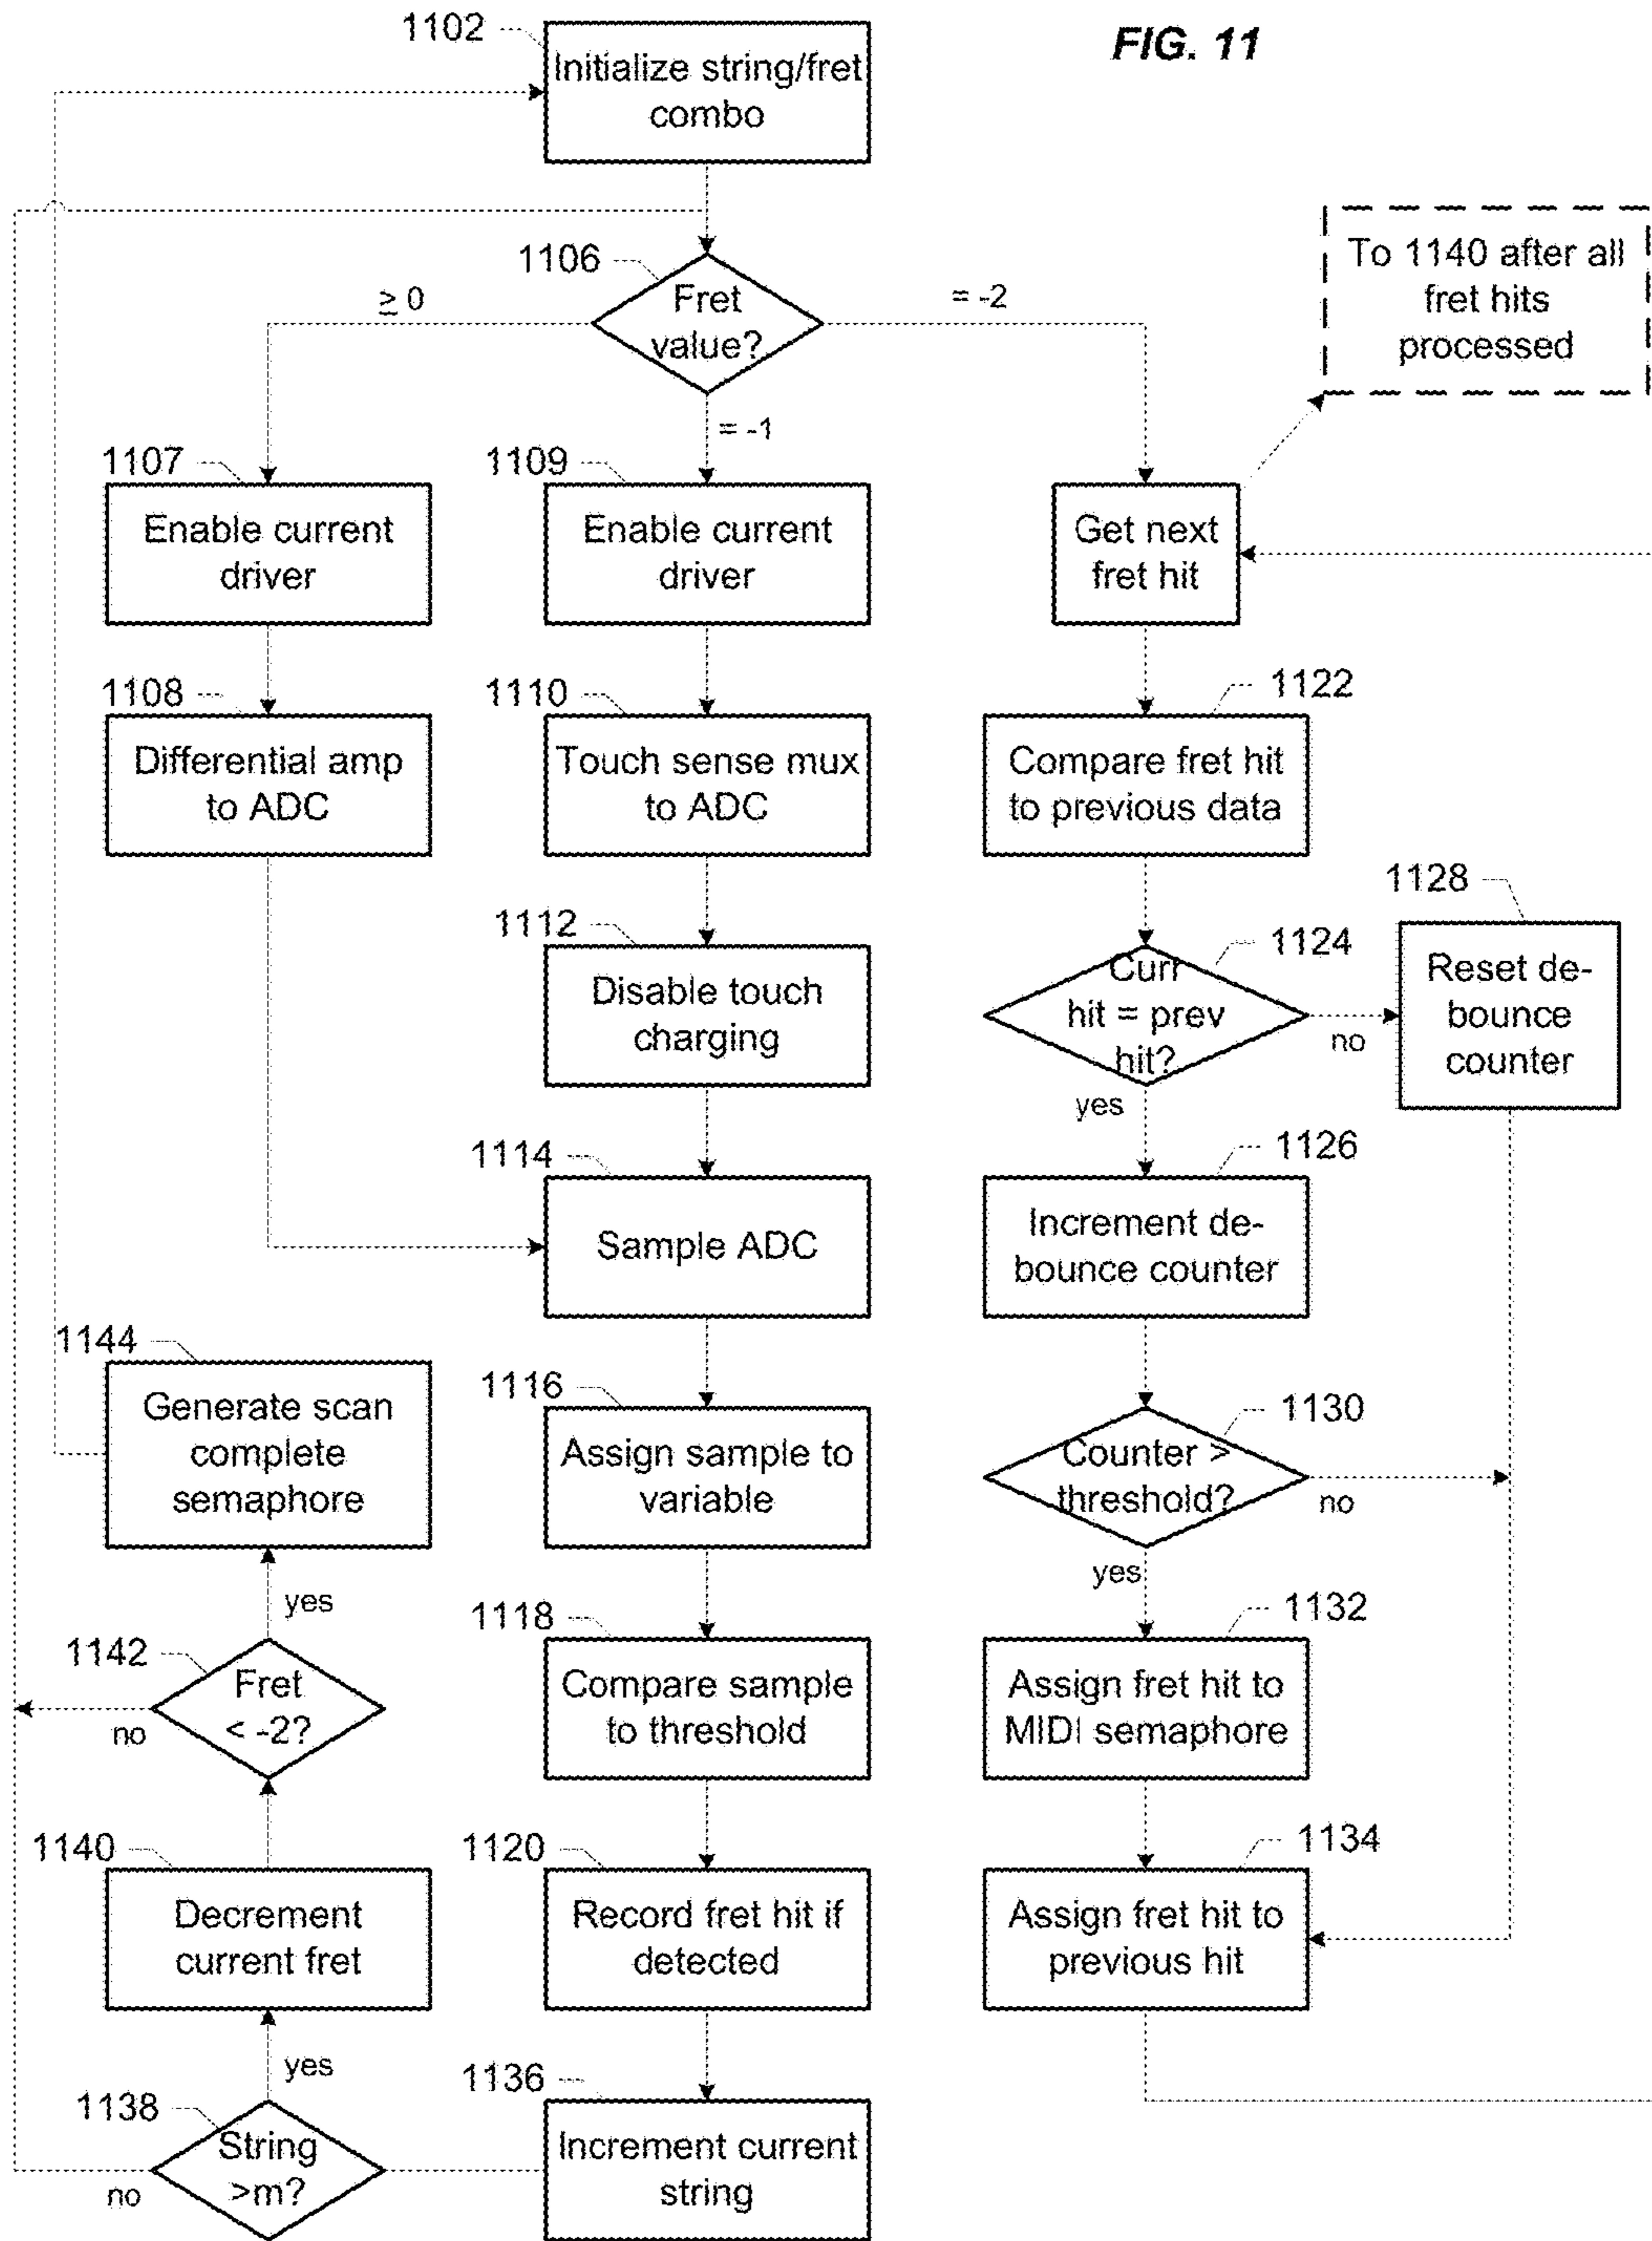 FIG. 11
1102
Initialize string/fret
combo
1106
Fret
value?
≥ 0
= -1
= -2
To 1140 after all
fret hits
processed
1107
Enable current
driver
1109
Enable current
driver
Get next
fret hit
1108
Differential amp
to ADC
1110
Touch sense mux
to ADC
1122
Compare fret hit
to previous data
1112
Disable touch
charging
1124
Curr
hit = prev
hit?
no
yes
1128
Reset de-
bounce
counter
1114
Sample ADC
1126
Increment de-
bounce counter
1144
Generate scan
complete
semaphore
1116
Assign sample to
variable
1130
Counter >
threshold?
no
yes
yes
1142
Fret
< -2?
no
1118
Compare sample
to threshold
1132
Assign fret hit to
MIDI semaphore
1140
Decrement
current fret
1120
Record fret hit if
detected
1134
Assign fret hit to
previous hit
yes
1138
String
>m?
no
1136
Increment current
string